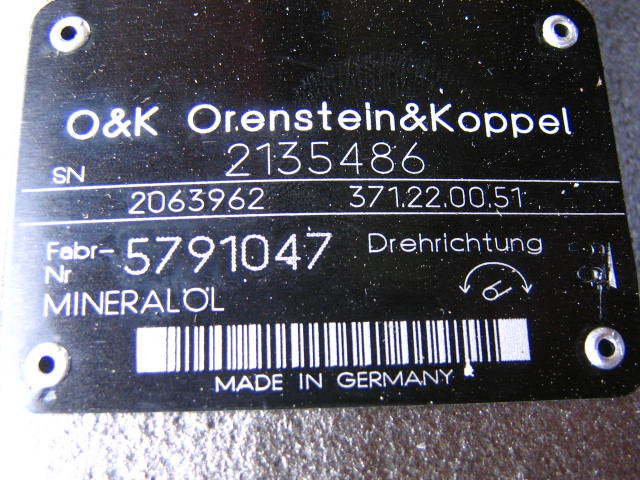 O&K Orenstein&Koppel
SN 2135486
2063962 371.22.00.51
Fabr-Nr 5791047 Drehrichtung
MINERALÖL
MADE IN GERMANY